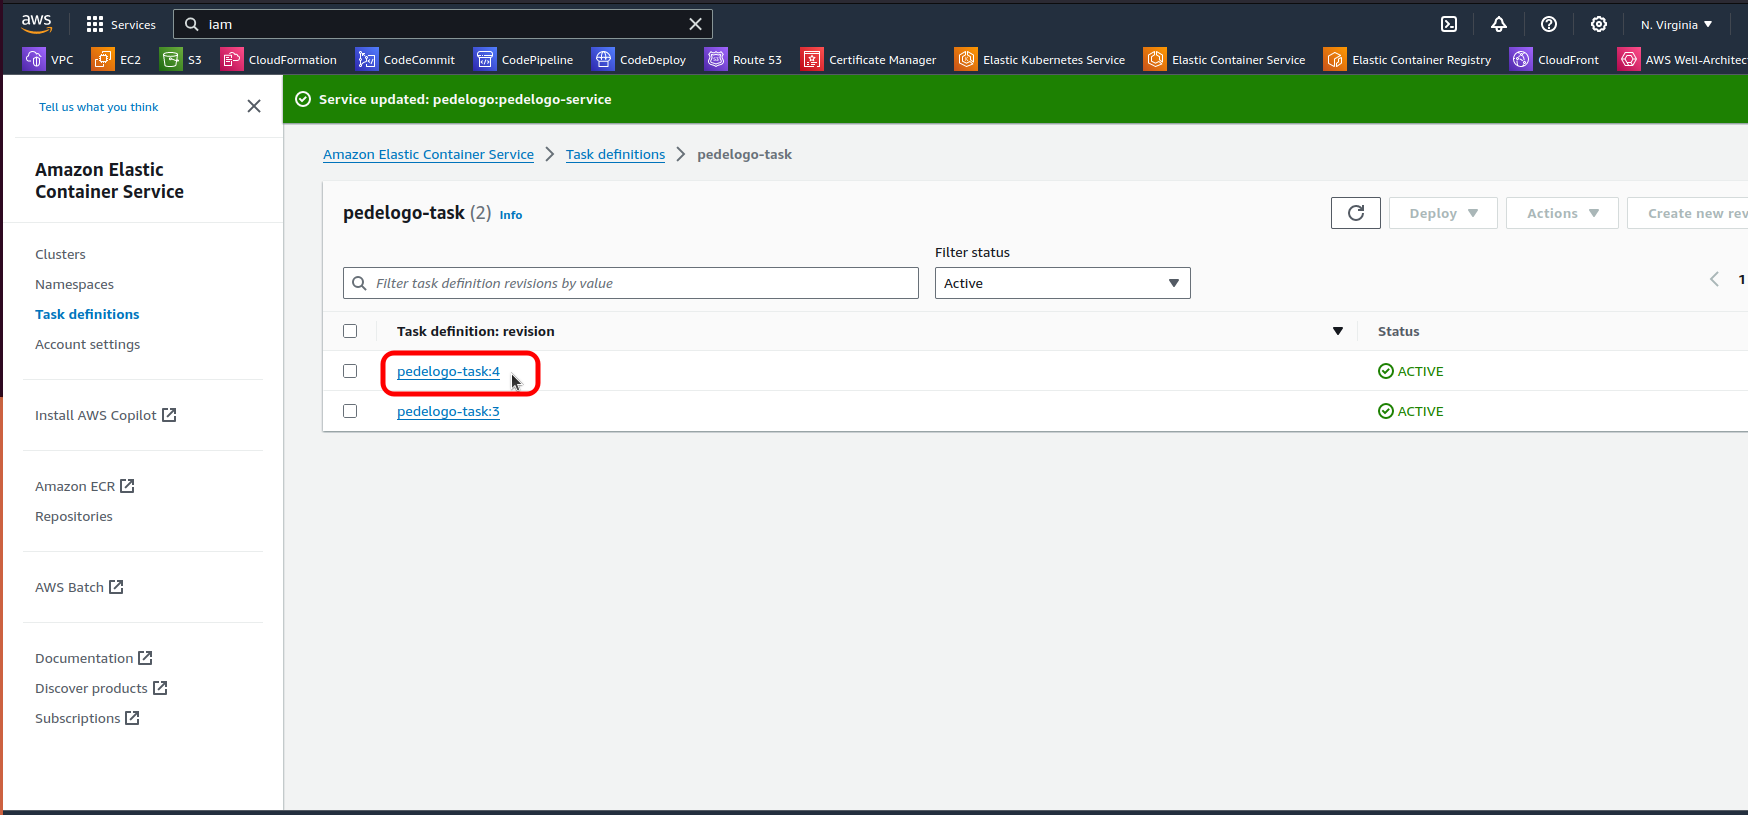 aws
Services
iam
N. Virginia
VPC
EC2
S3
CloudFormation
CodeCommit
CodePipeline
CodeDeploy
Route 53
Certificate Manager
Elastic Kubernetes Service
Elastic Container Service
Elastic Container Registry
CloudFront
AWS Well-Architec
Tell us what you think
Service updated: pedelogo:pedelogo-service
Amazon Elastic Container Service
Clusters
Namespaces
Task definitions
Account settings
Install AWS Copilot
Amazon ECR
Repositories
AWS Batch
Documentation
Discover products
Subscriptions
Amazon Elastic Container Service > Task definitions > pedelogo-task
pedelogo-task (2) Info
Deploy
Actions
Create new rev
Filter status
Filter task definition revisions by value
Active
1
Task definition: revision
Status
pedelogo-task:4
ACTIVE
pedelogo-task:3
ACTIVE